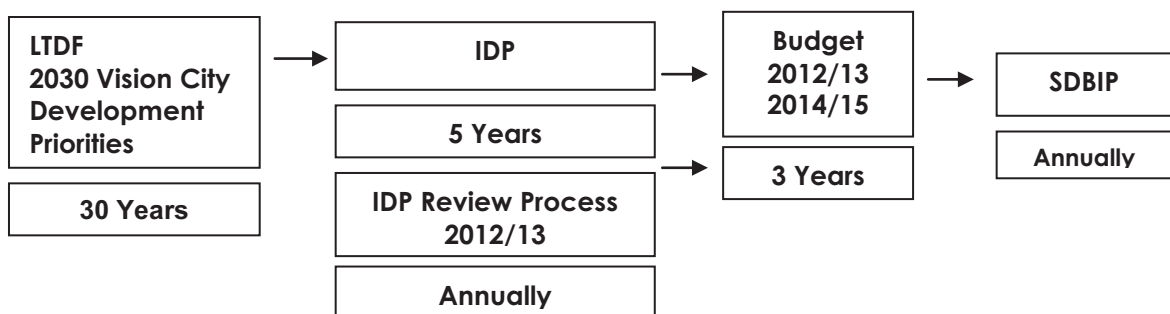 LTDF
2030 Vision City
Development
Priorities
30 Years
IDP
5 Years
IDP Review Process
2012/13
Annually
Budget
2012/13
2014/15
3 Years
SDBIP
Annually